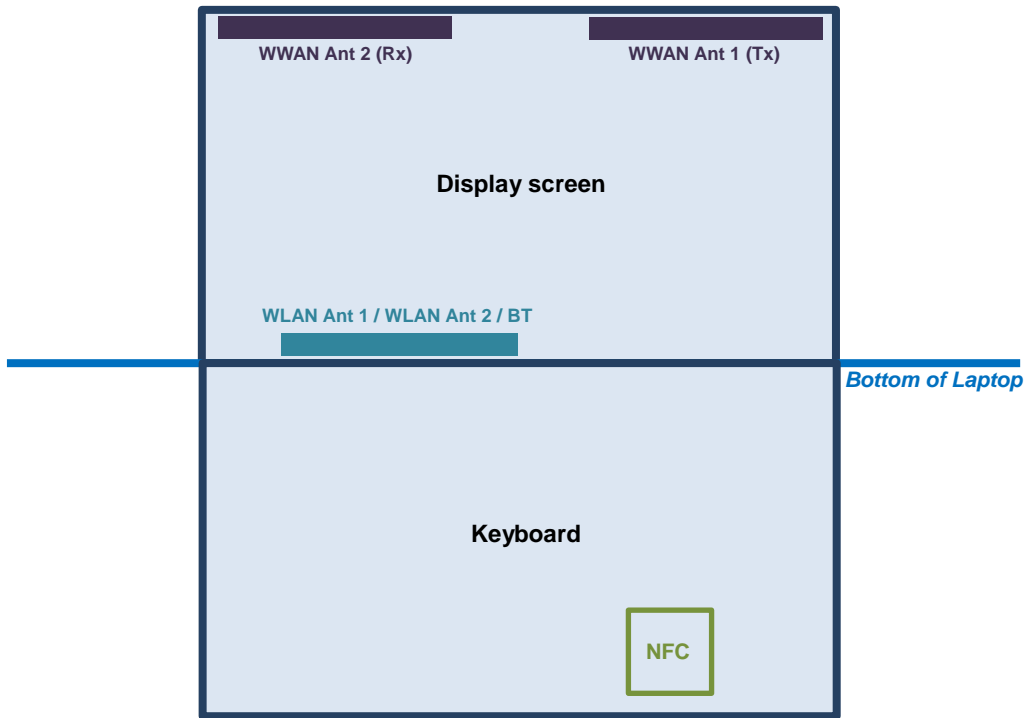 WWAN Ant 2 (Rx)
WWAN Ant 1 (Tx)
Display screen
WLAN Ant 1 / WLAN Ant 2 / BT
Bottom of Laptop
Keyboard
NFC